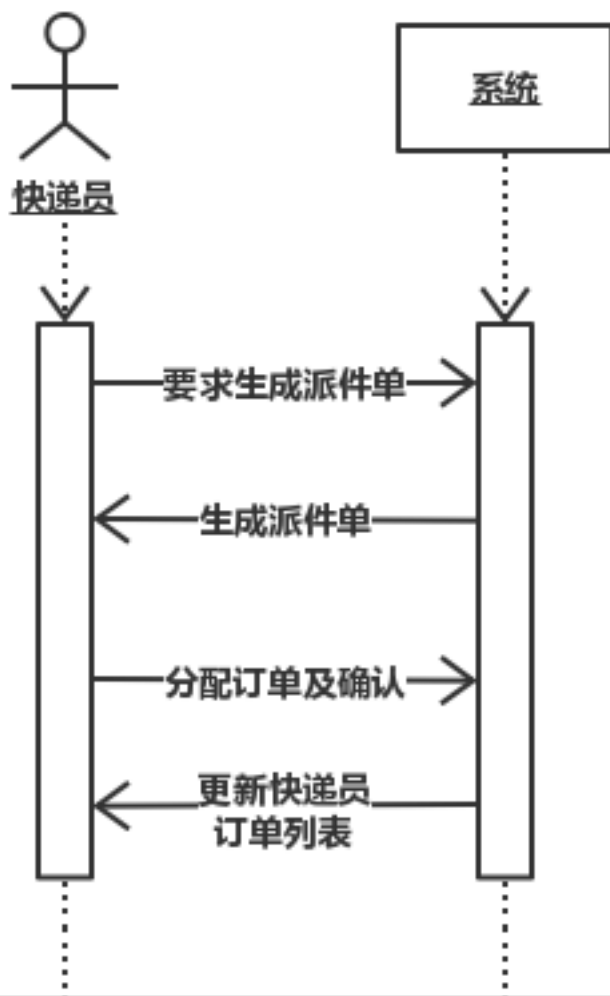 系统
快递员
要求生成派件单
生成派件单
分配订单及确认
更新快递员
订单列表